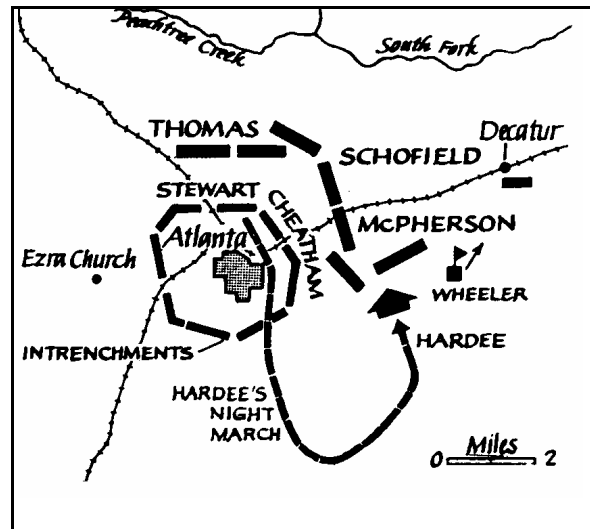 Peachtree Creek
South Fork
THOMAS
Decatur
SCHOFIELD
STEWART
CHEATHAM
McPHERSON
Atlanta
Ezra Church
WHEELER
HARDEE
INTRENCHMENTS
HARDEE'S
NIGHT
MARCH
Miles
0 2